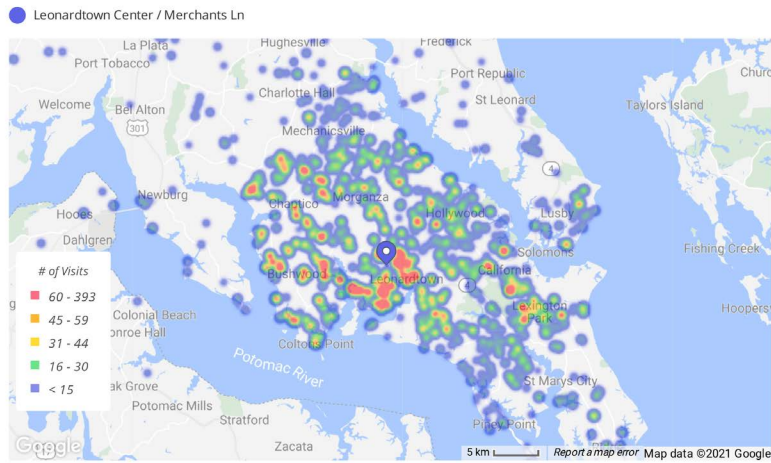 Leonardtown Center / Merchants Ln
La Plata
Hughesville
Frederick
Port Tobacco
Port Republic
Charlotte Hall
St Leonard
Welcome
Bel Alton
Taylors Island
301
Mechanicsville
4
Newburg
Chaptico
Morganza
Hollywood
Lusby
Hooes
Dahlgren
Solomons
Fishing Creek
# of Visits
60 - 393
45 - 59
31 - 44
16 - 30
< 15
Bushwood
Leonardtown
California
4
Lexington
Park
Hoopers
Colonial Beach
onroe Hall
Coltons Point
Potomac River
St Marys City
ak Grove
Potomac Mills
Stratford
Piney Point
Zacata
Google
5 km
Report a map error
Map data ©2021 Google